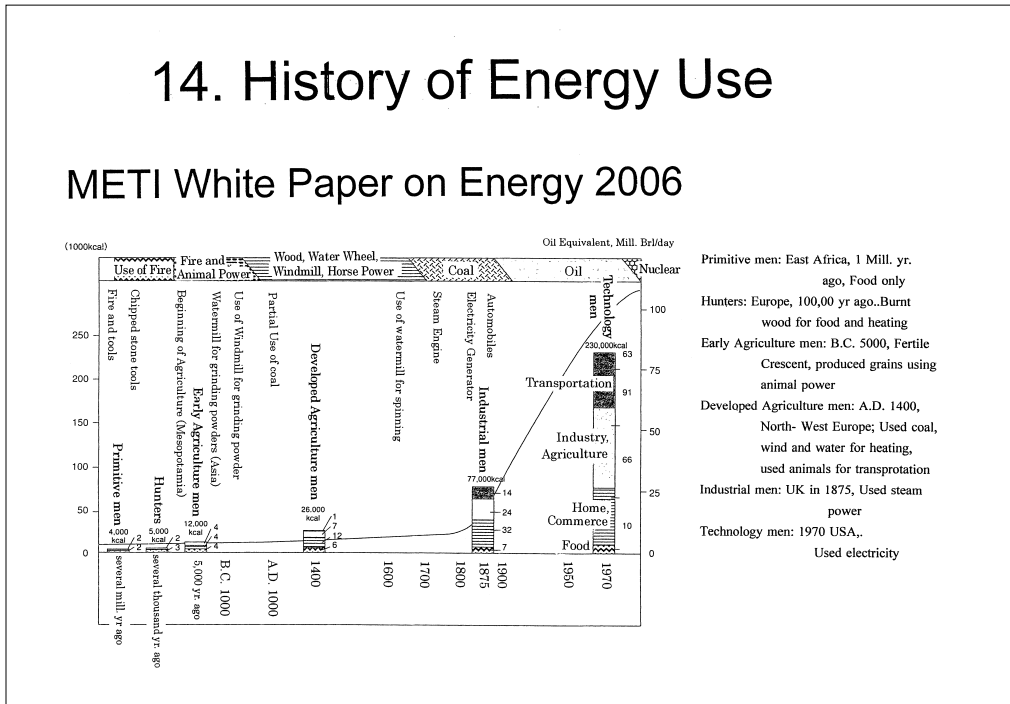 14. History of Energy Use
METI White Paper on Energy 2006
(1000kcal)
Oil Equivalent, Mill. Brl/day
Use of Fire
Fire and
Animal Power
Wood, Water Wheel,
Windmill, Horse Power
Coal
Oil
Nuclear
Fire and tools
Chipped stone tools
Beginning of Agriculture (Mesopotamia)
Watermill for grinding powders (Asia)
Use of Windmill for grinding powder
Partial Use of coal
Use of watermill for spinning
Steam Engine
Electricity Generator
Automobiles
250
200
150
100
50
0
100
75
50
25
0
Primitive men
4,000
kcal
2
2
Hunters
5,000
kcal
2
3
Early Agriculture men
12,000
kcal
4
4
4
Developed Agriculture men
26,000
kcal
1
7
12
6
Industrial men
77,000kcal
14
24
32
7
Technology
men
230,000kcal
63
91
66
10
Transportation
Industry,
Agriculture
Home,
Commerce
Food
several mill. yr ago
several thousand yr. ago
5,000 yr. ago
B.C. 1000
A.D. 1000
1400
1600
1700
1800
1875
1900
1950
1970
Primitive men: East Africa, 1 Mill. yr.
ago, Food only
Hunters: Europe, 100,00 yr ago..Burnt
wood for food and heating
Early Agriculture men: B.C. 5000, Fertile
Crescent, produced grains using
animal power
Developed Agriculture men: A.D. 1400,
North- West Europe; Used coal,
wind and water for heating,
used animals for transprotation
Industrial men: UK in 1875, Used steam
power
Technology men: 1970 USA,.
Used electricity